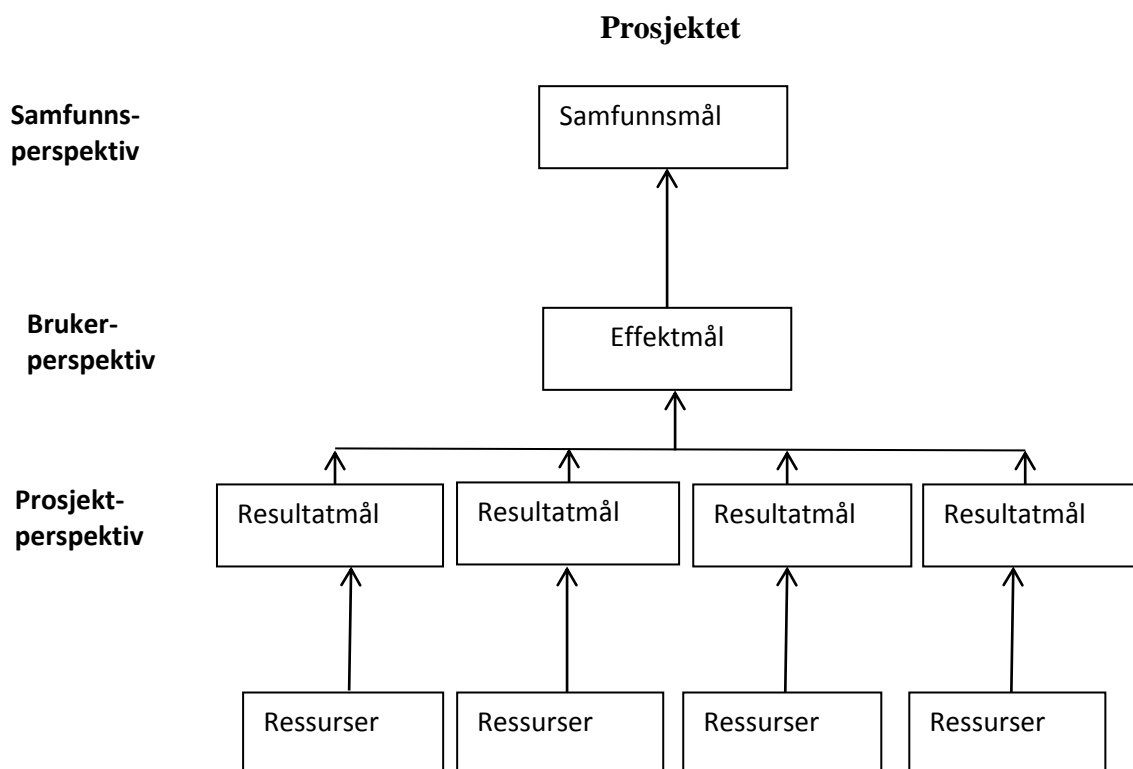 Prosjektet
Samfunns-
perspektiv
Samfunnsmål
Bruker-
perspektiv
Effektmål
Prosjekt-
perspektiv
Resultatmål
Resultatmål
Resultatmål
Resultatmål
Ressurser
Ressurser
Ressurser
Ressurser